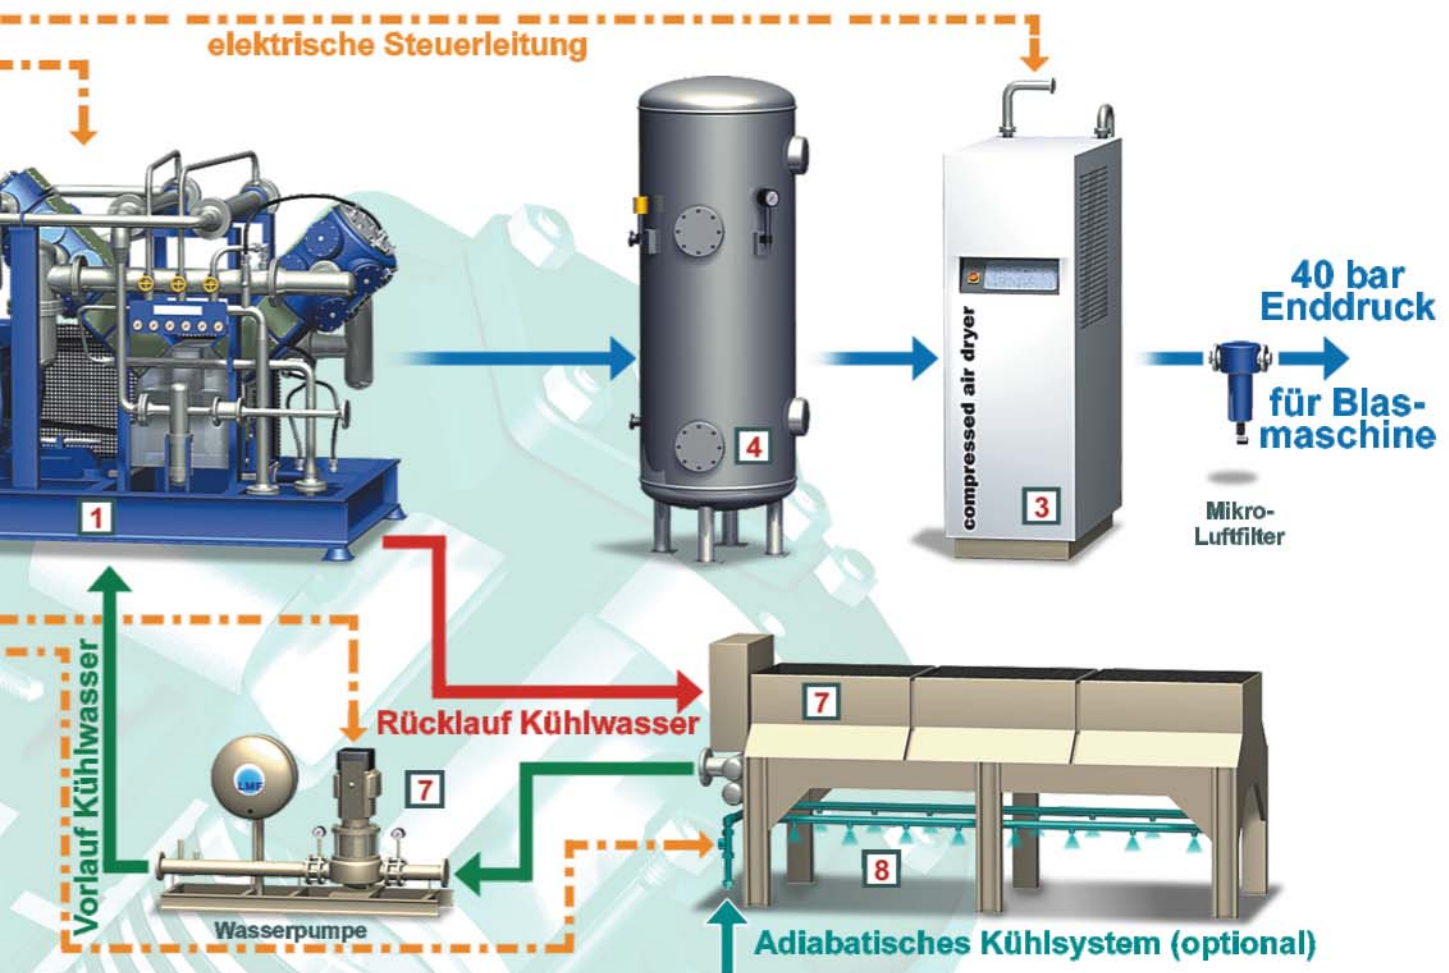 elektrische Steuerleitung
40 bar
Enddruck
für Blas-
maschine
compressed air dryer
4
3
1
Mikro-
Luftfilter
Vorlauf Kühlwasser
Rücklauf Kühlwasser
7
LMF
7
8
Wasserpumpe
Adiabatisches Kühlsystem (optional)